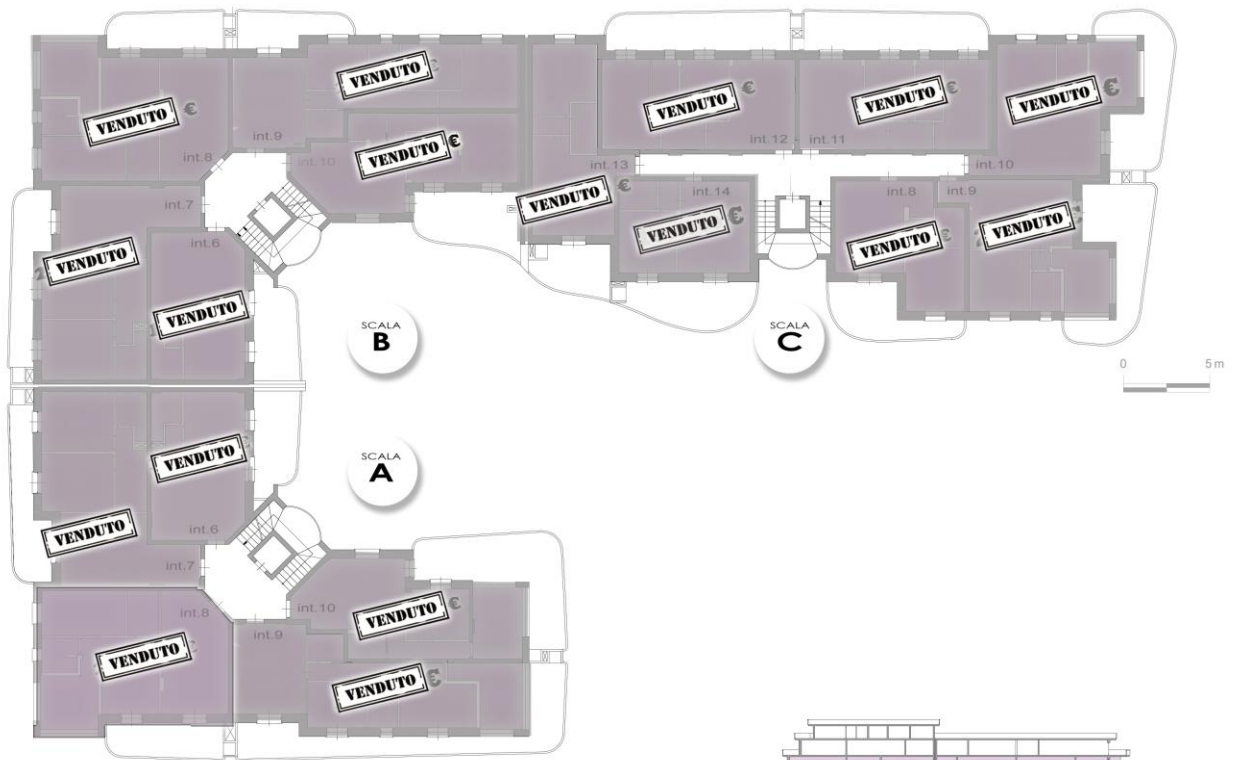 VENDUTO €
int.8
VENDUTO
int.9
VENDUTO €
int.10
int.7
VENDUTO
int.6
VENDUTO
VENDUTO €
int.13
VENDUTO €
int.12
VENDUTO €
int.11
VENDUTO €
int.10
int.14
VENDUTO €
int.8
VENDUTO €
int.9
VENDUTO
SCALA
B
SCALA
C
0 5 m
SCALA
A
VENDUTO
int.6
VENDUTO
int.7
int.8
VENDUTO
int.10
VENDUTO €
int.9
VENDUTO €